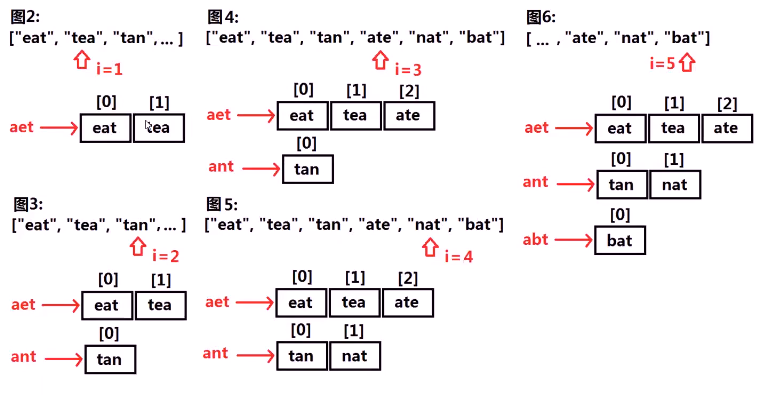 图2:
["eat", "tea", "tan",... ]
i=1
[0] [1]
aet eat tea
图3:
["eat", "tea", "tan",... ]
i=2
[0] [1]
aet eat tea
[0]
ant tan
图4:
["eat", "tea", "tan", "ate", "nat", "bat"]
i=3
[0] [1] [2]
aet eat tea ate
[0]
ant tan
图5:
["eat", "tea", "tan", "ate", "nat", "bat"]
i=4
[0] [1] [2]
aet eat tea ate
[0] [1]
ant tan nat
图6:
[ ... , "ate", "nat", "bat"]
i=5
[0] [1] [2]
aet eat tea ate
[0] [1]
ant tan nat
[0]
abt bat